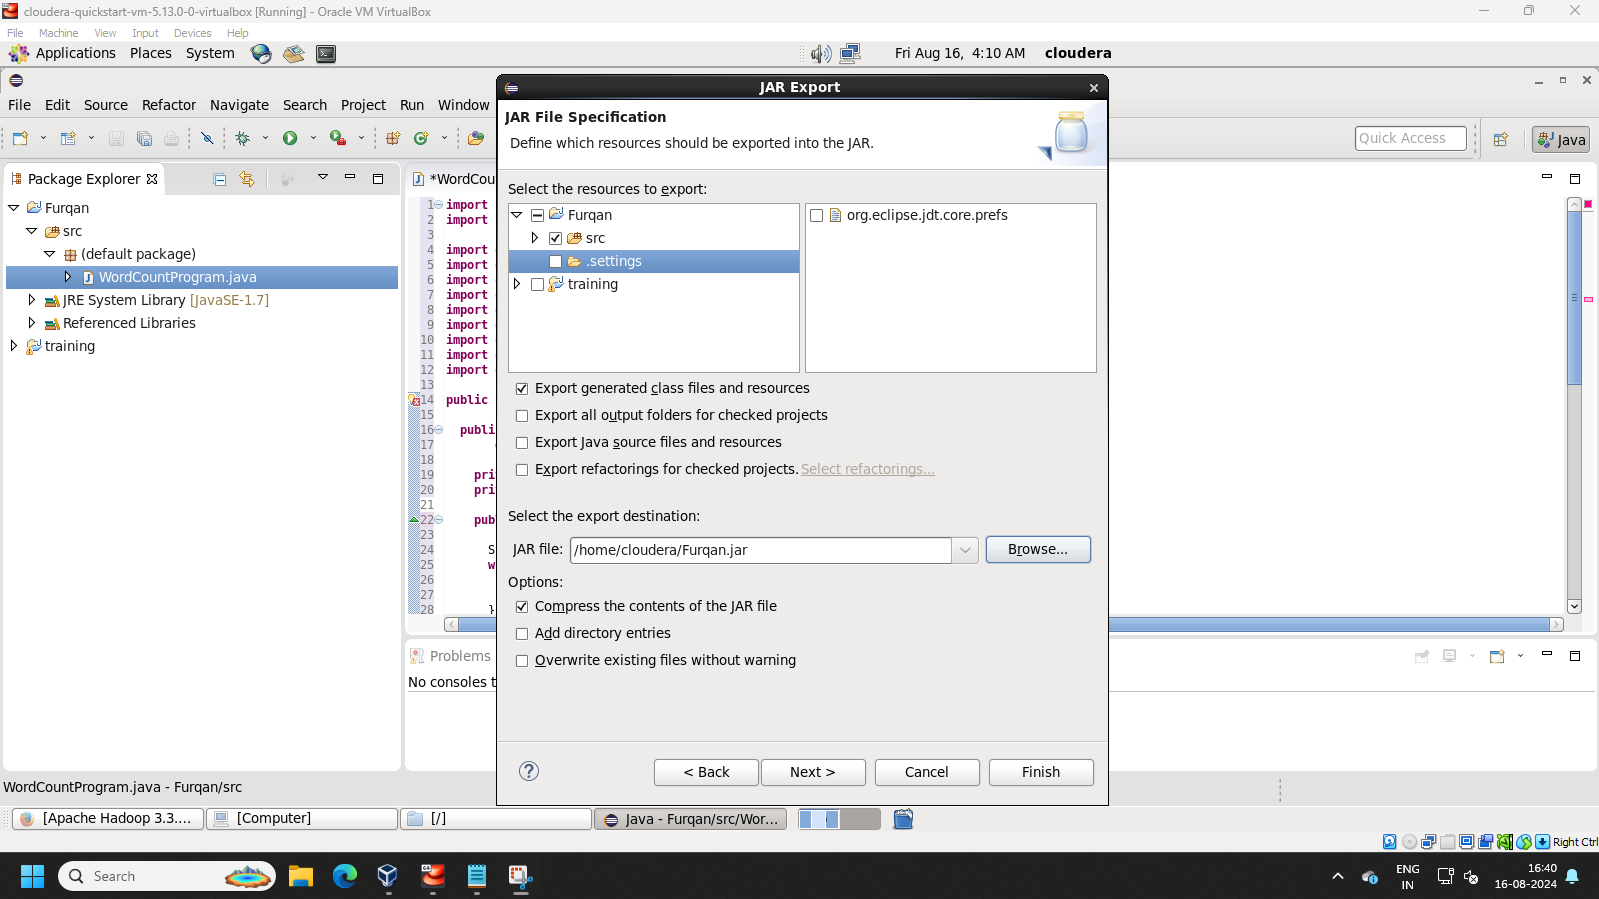 cloudera-quickstart-vm-5.13.0-0-virtualbox [Running] - Oracle VM VirtualBox
File Machine View Input Devices Help
Applications Places System
Fri Aug 16, 4:10 AM cloudera
File Edit Source Refactor Navigate Search Project Run Window
Quick Access
Java
Package Explorer
Furqan
src
(default package)
WordCountProgram.java
JRE System Library [JavaSE-1.7]
Referenced Libraries
training
*WordCou
1 import
2 import
3
4 import
5 import
6 import
7 import
8 import
9 import
10 import
11 import
12 import
13
14 public
15
16 publi
17
18
19 pri
20 pri
21
22 pub
23
24 S
25 w
26
27
28 }
Problems
No consoles t
JAR Export
JAR File Specification
Define which resources should be exported into the JAR.
Select the resources to export:
Furqan
src
.settings
training
org.eclipse.jdt.core.prefs
Export generated class files and resources
Export all output folders for checked projects
Export Java source files and resources
Export refactorings for checked projects. Select refactorings...
Select the export destination:
JAR file: /home/cloudera/Furqan.jar Browse...
Options:
Compress the contents of the JAR file
Add directory entries
Overwrite existing files without warning
? < Back Next > Cancel Finish
WordCountProgram.java - Furqan/src
[Apache Hadoop 3.3.... [Computer] [/] Java - Furqan/src/Wor...
Right Ctrl
Search
ENG
IN
16:40
16-08-2024